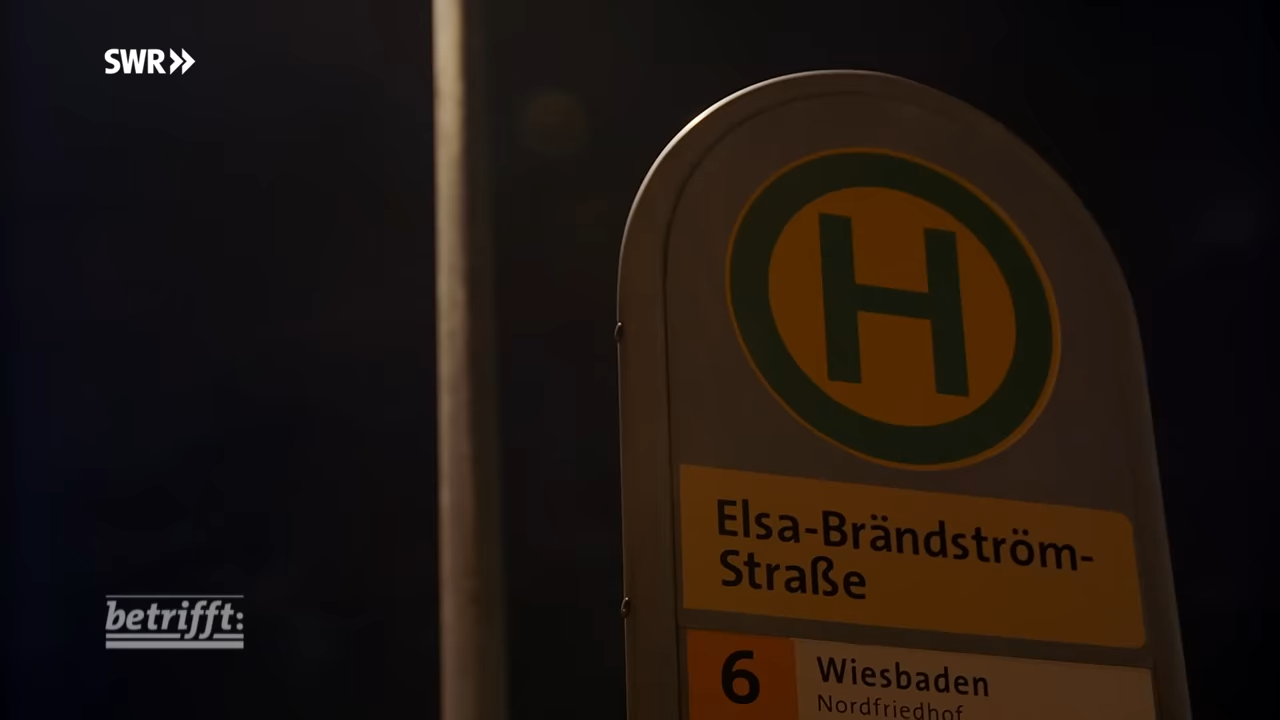 SWR»
H
Elsa-Brändström-
Straße
6 Wiesbaden
Nordfriedhof
betrifft: